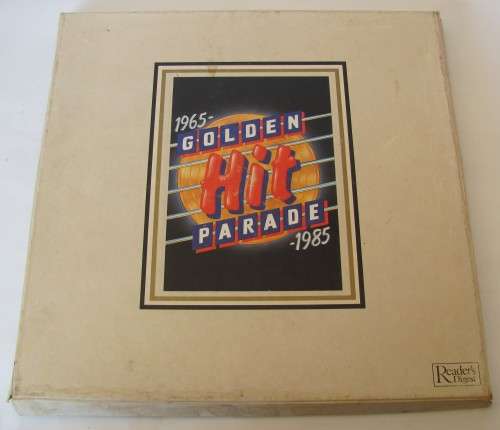 1965-
GOLDEN
Hit
PARADE
-1985
Reader's
Digest